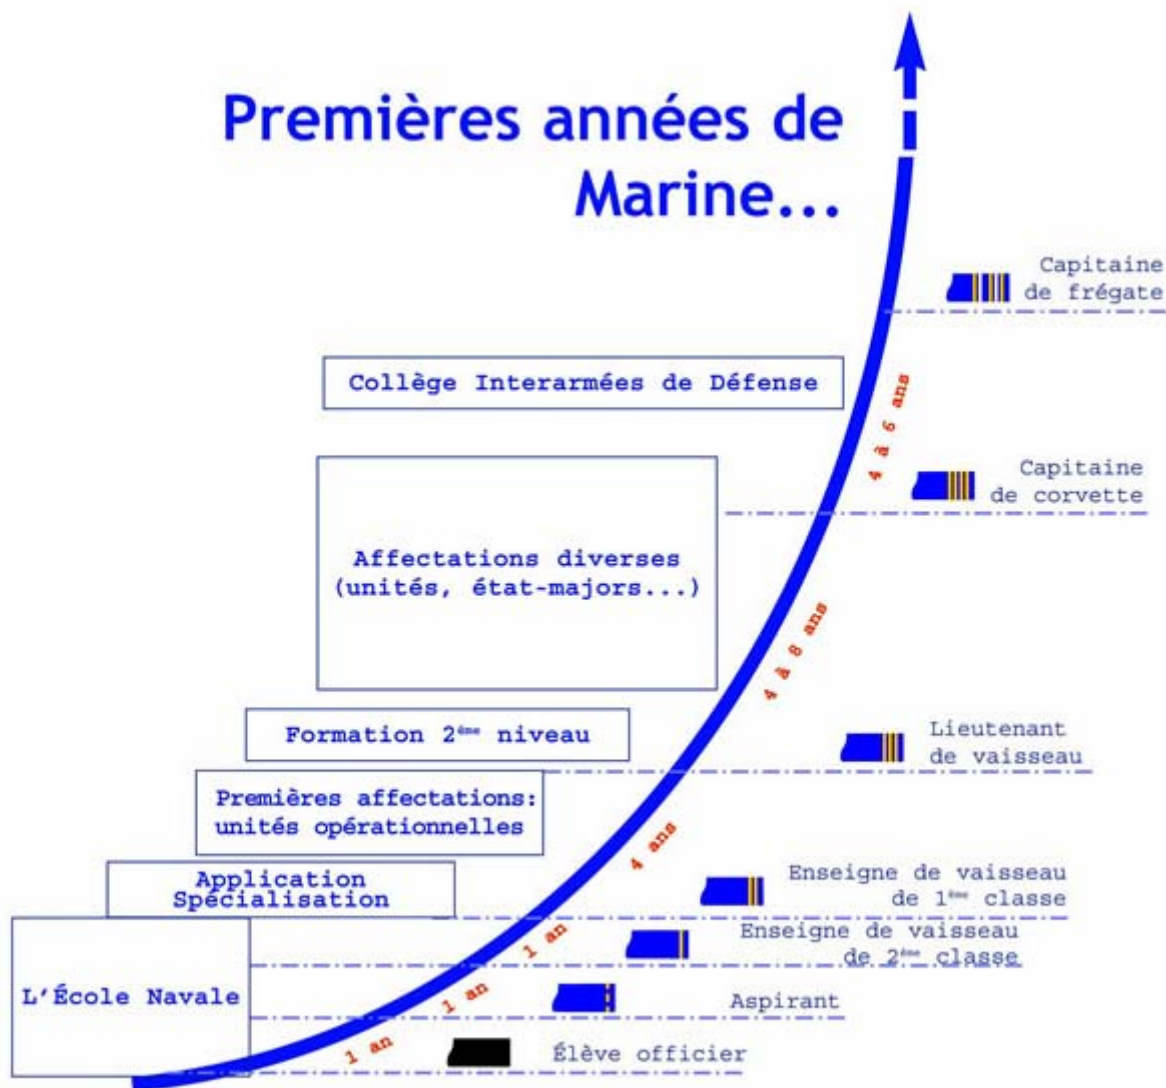 Premières années de
Marine...
Capitaine
de frégate
Collège Interarmées de Défense
4 à 6 ans
Capitaine
de corvette
Affectations diverses
(unités, état-majors...)
4 à 8 ans
Formation 2ème niveau
Lieutenant
de vaisseau
Premières affectations:
unités opérationnelles
4 ans
Application
Spécialisation
Enseigne de vaisseau
de 1ème classe
1 an
Enseigne de vaisseau
de 2ème classe
L'École Navale
1 an
Aspirant
1 an
Élève officier